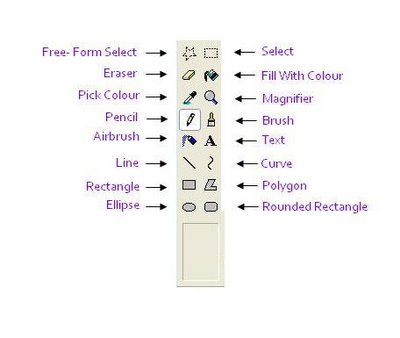 Free- Form Select
Select
Eraser
Fill With Colour
Pick Colour
Magnifier
Pencil
Brush
Airbrush
A
Text
Line
Curve
Rectangle
Polygon
Ellipse
Rounded Rectangle